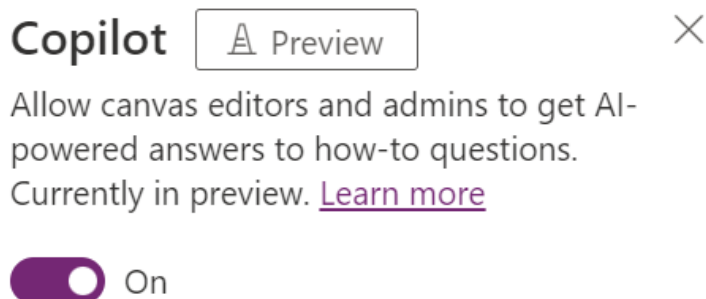 Copilot Preview
Allow canvas editors and admins to get AI-
powered answers to how-to questions.
Currently in preview. Learn more
On